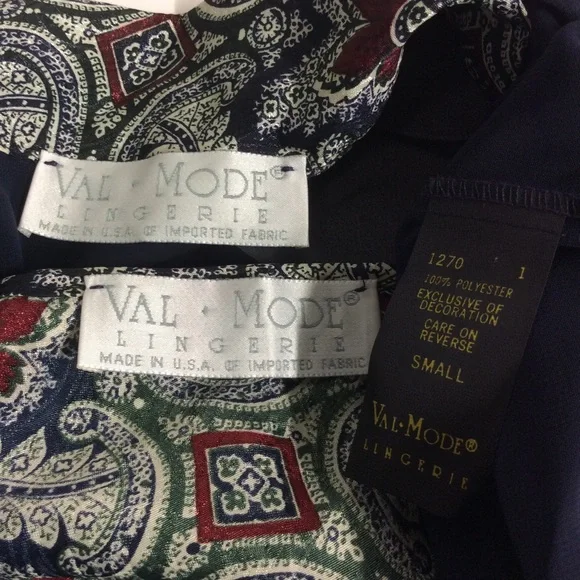 VAL·MODE®
LINGERIE
MADE IN U.S.A. OF IMPORTED FABRIC
VAL·MODE®
LINGERIE
MADE IN U.S.A. OF IMPORTED FABRIC
1270 1
100% POLYESTER
EXCLUSIVE OF
DECORATION
CARE ON
REVERSE
SMALL
VAL·MODE®
LINGERIE